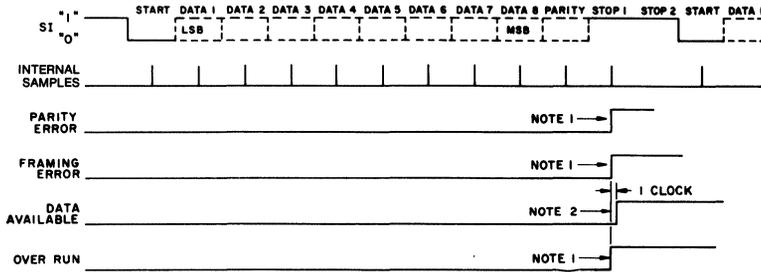 START DATA 1 DATA 2 DATA 3 DATA 4 DATA 5 DATA 6 DATA 7 DATA 8 PARITY STOP 1 STOP 2 START DATA 1
SI "1"
"0"
LSB MSB
INTERNAL
SAMPLES
PARITY
ERROR
NOTE 1
FRAMING
ERROR
NOTE 1
1 CLOCK
DATA
AVAILABLE
NOTE 2
OVER RUN
NOTE 1